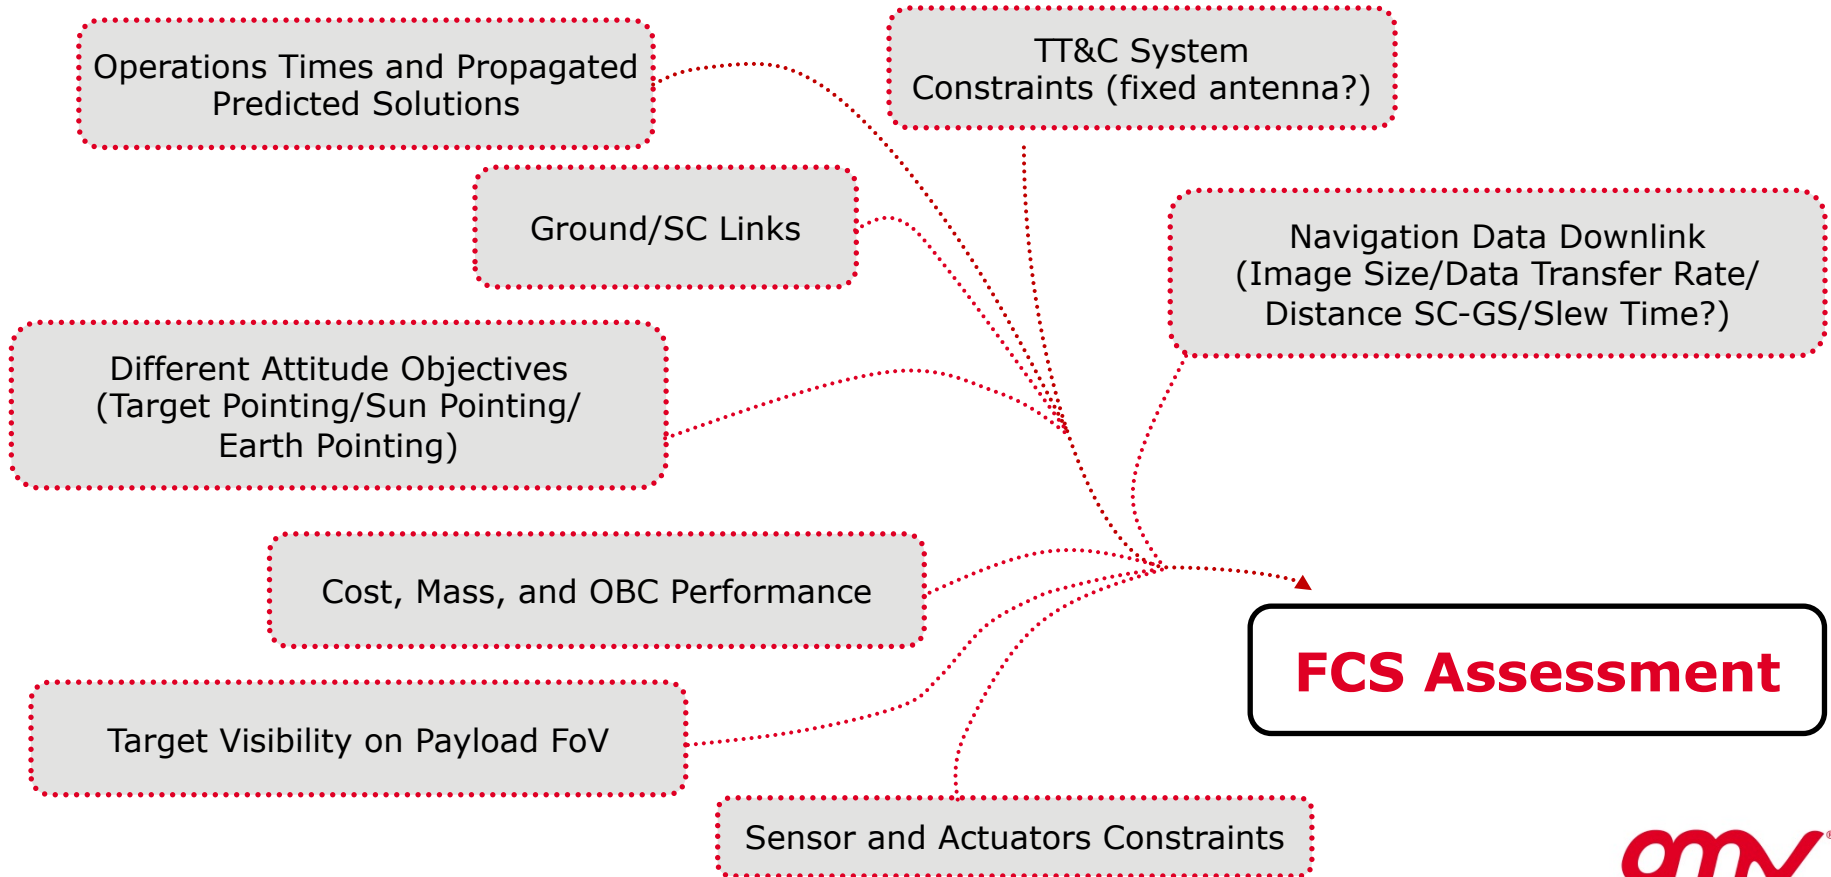 Operations Times and Propagated
Predicted Solutions
TT&C System
Constraints (fixed antenna?)
Ground/SC Links
Navigation Data Downlink
(Image Size/Data Transfer Rate/
Distance SC-GS/Slew Time?)
Different Attitude Objectives
(Target Pointing/Sun Pointing/
Earth Pointing)
Cost, Mass, and OBC Performance
FCS Assessment
Target Visibility on Payload FoV
Sensor and Actuators Constraints
gmv®